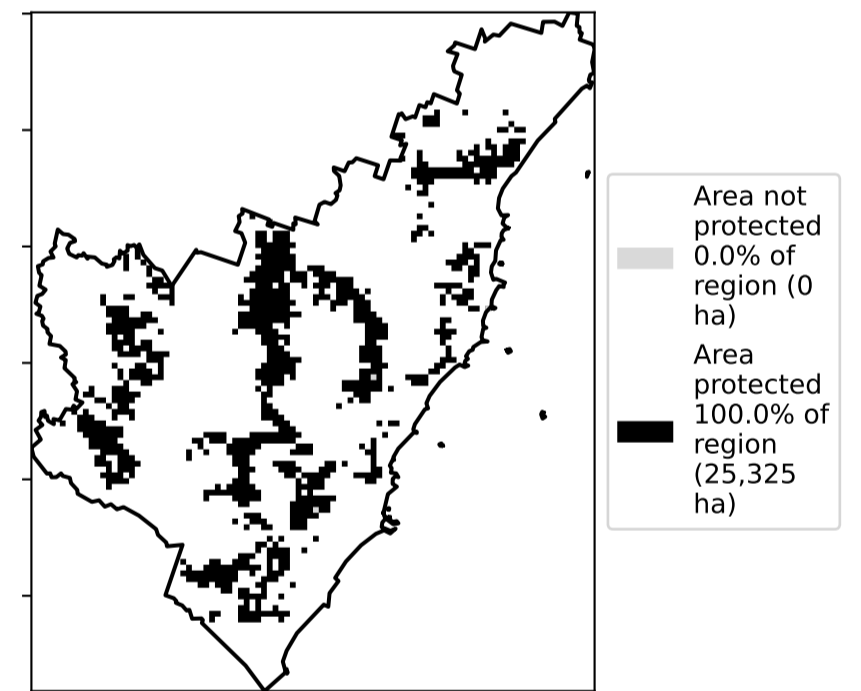 Area not
protected
0.0% of
region (0
ha)
Area
protected
100.0% of
region
(25,325
ha)